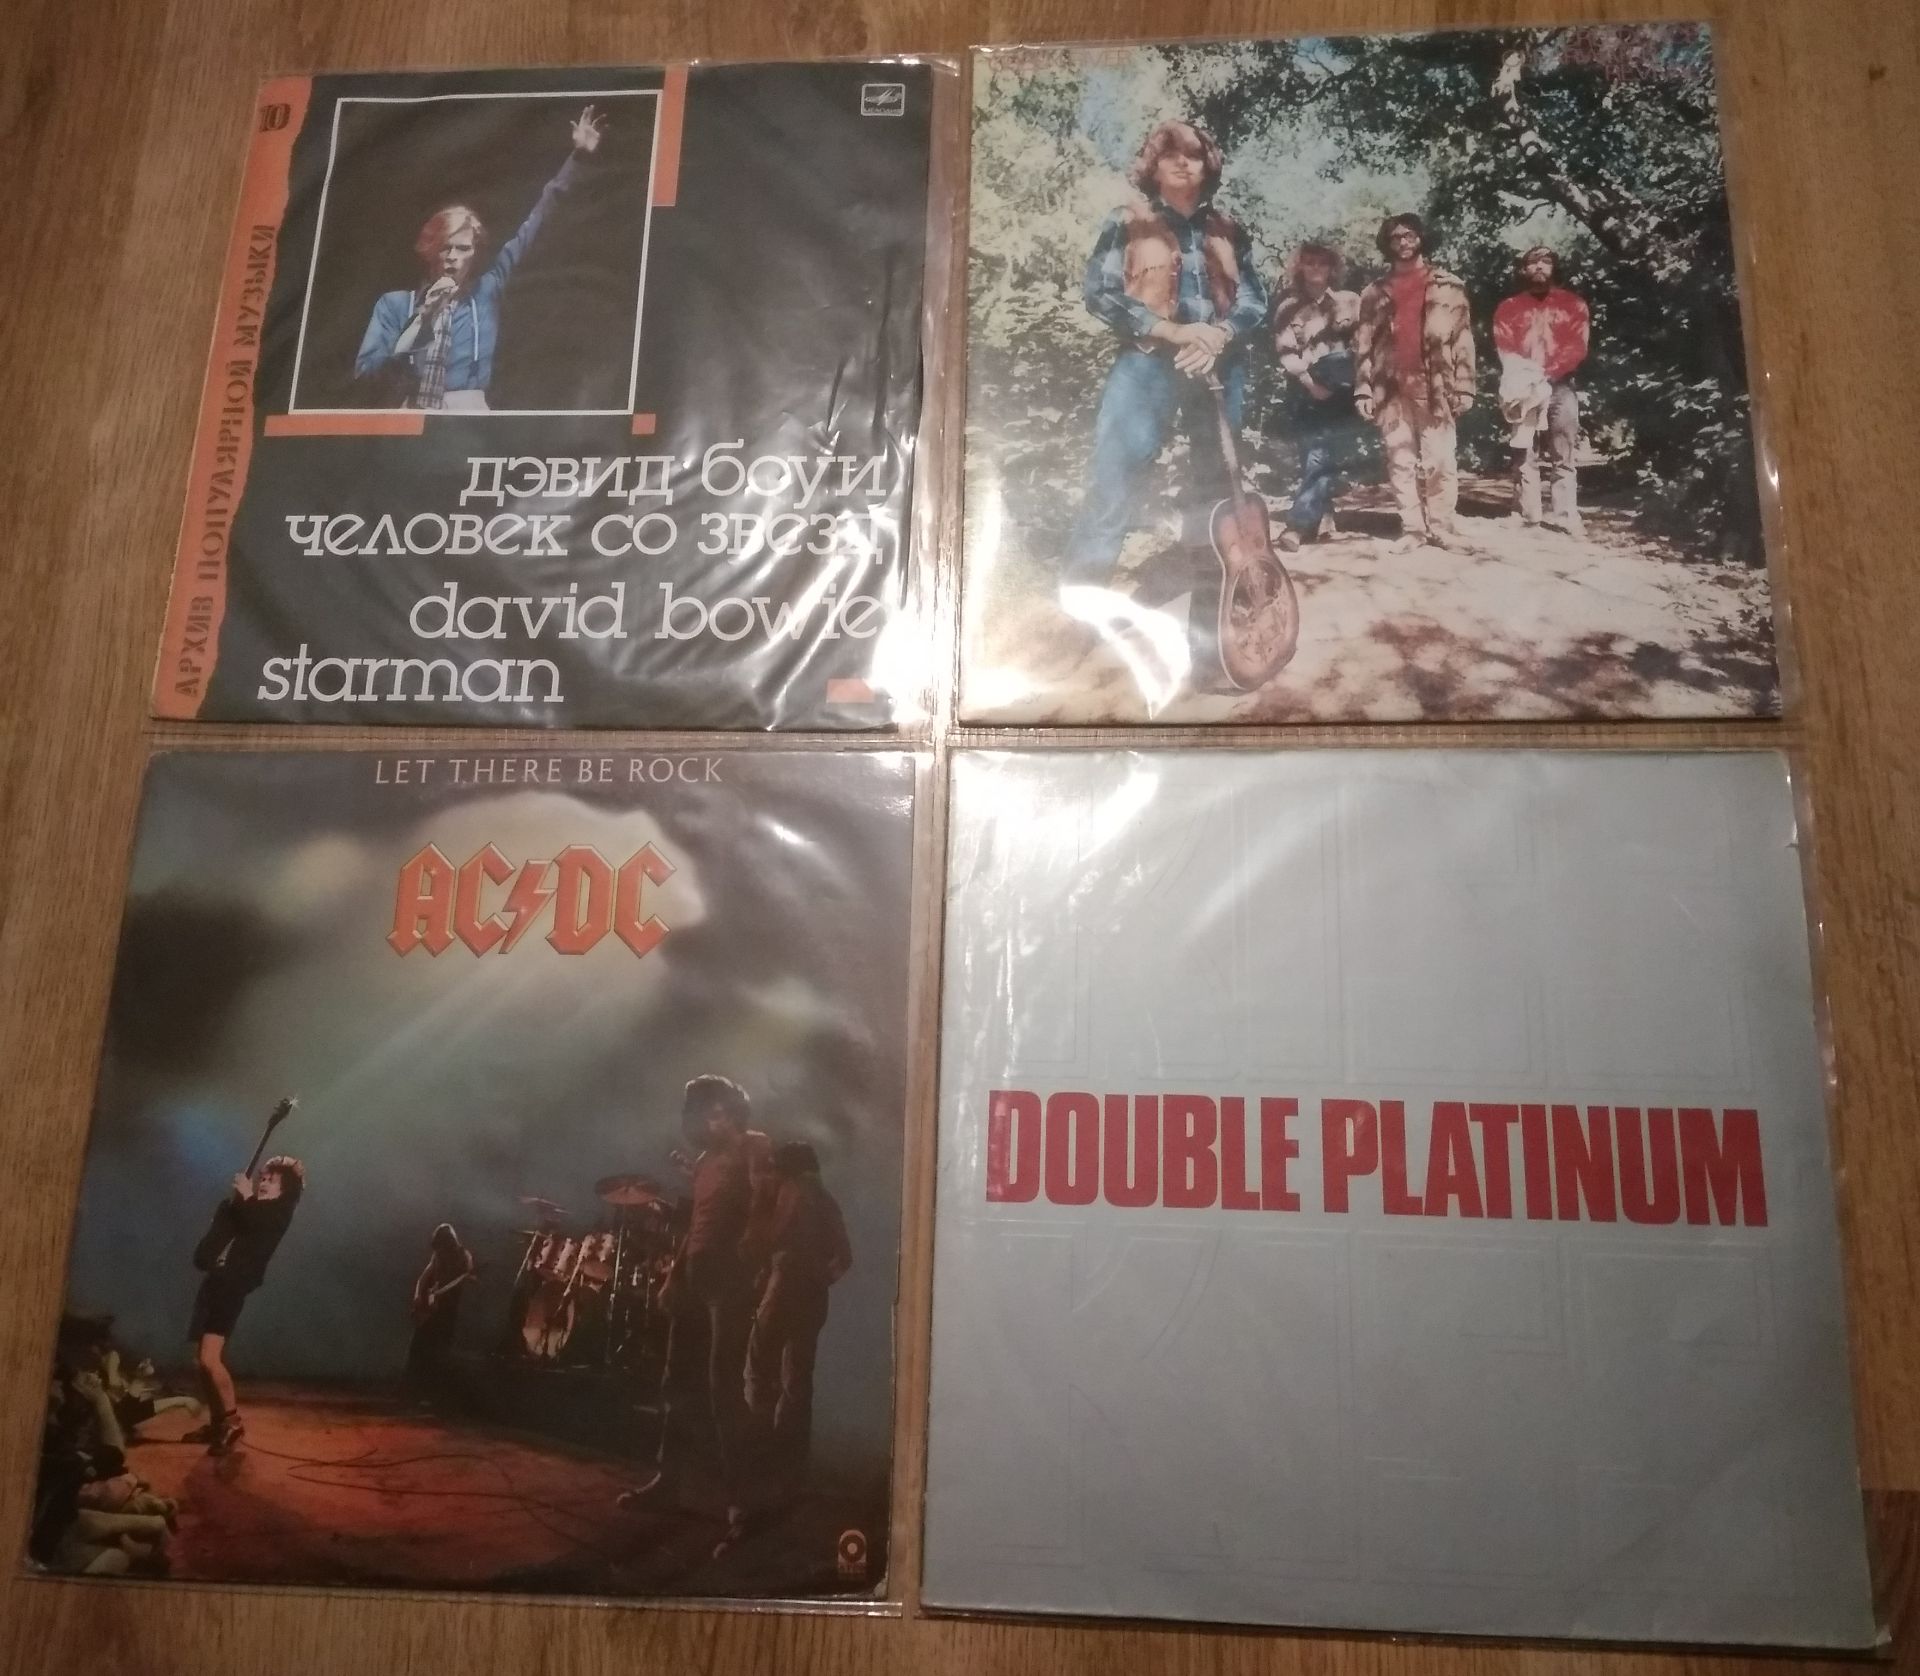 10
АРХИВ ПОПУЛЯРНОЙ МУЗЫКИ
МЕЛОДИЯ
дэвид боуи
человек со звезд
david bowie
starman
LET THERE BE ROCK
AC DC
DOUBLE PLATINUM